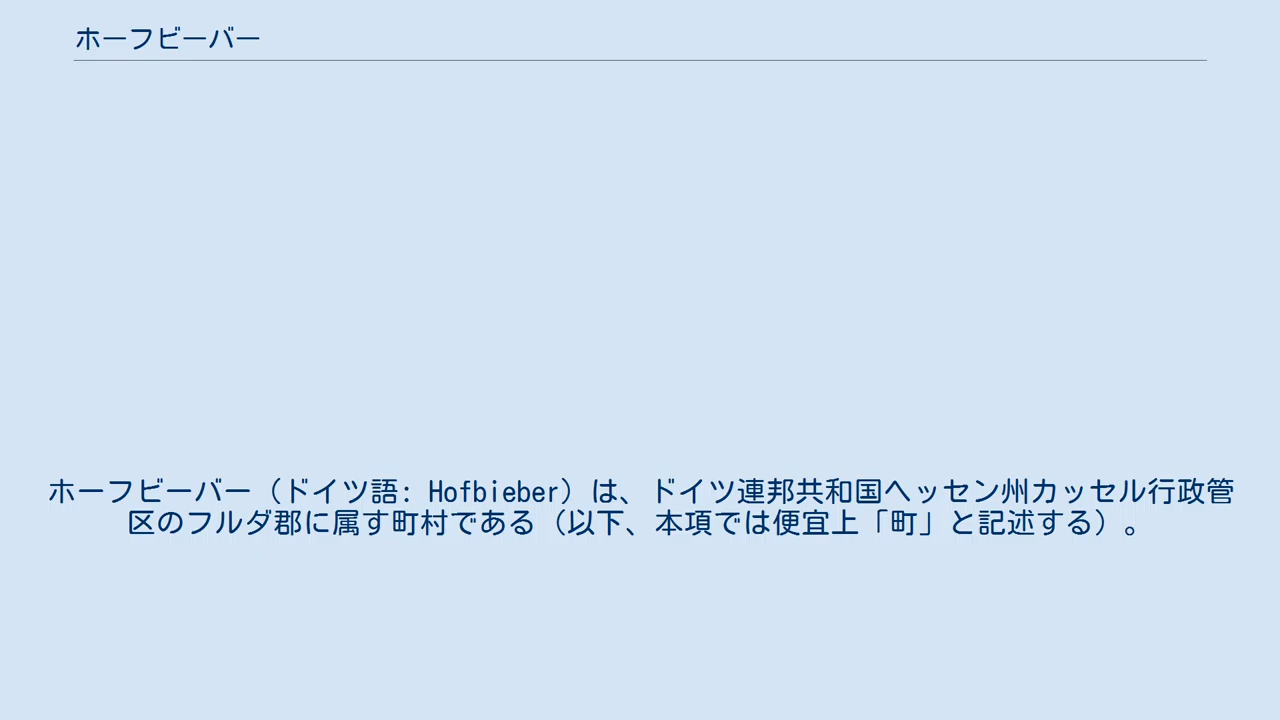 ホーフビーバー
ホーフビーバー（ドイツ語: Hofbieber）は、ドイツ連邦共和国ヘッセン州カッセル行政管
区のフルダ郡に属す町村である（以下、本項では便宜上「町」と記述する）。